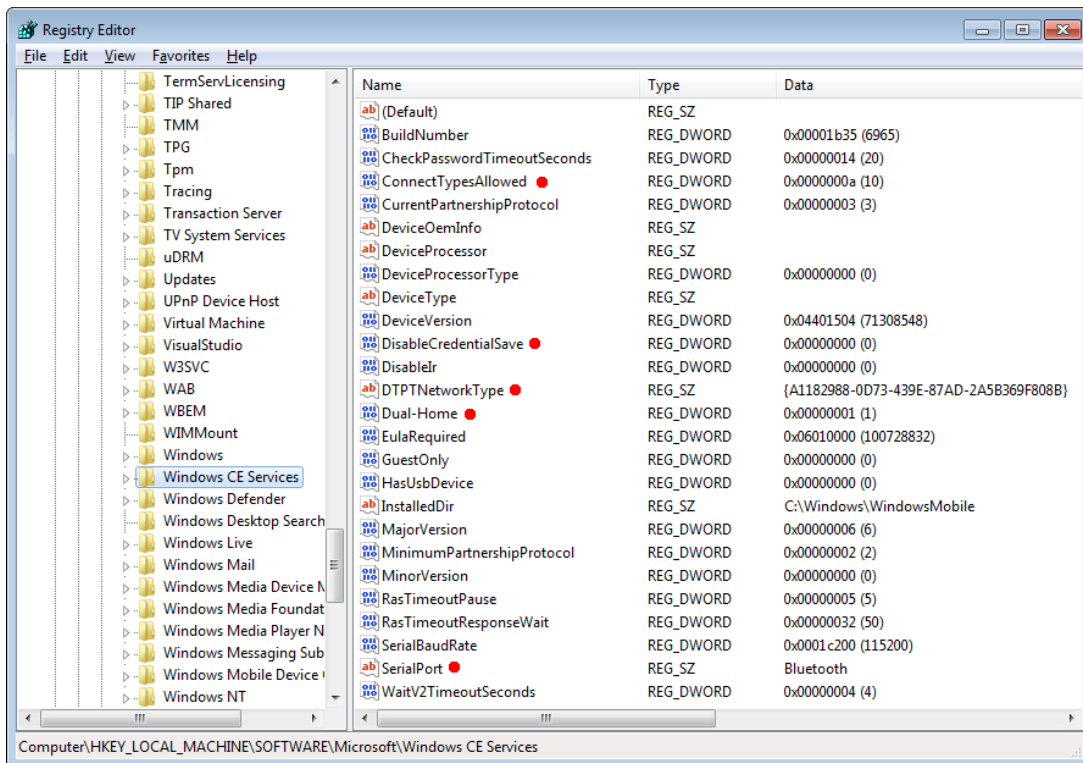 Registry Editor
File Edit View Favorites Help
TermServLicensing
TIP Shared
TMM
TPG
Tpm
Tracing
Transaction Server
TV System Services
uDRM
Updates
UPnP Device Host
Virtual Machine
VisualStudio
W3SVC
WAB
WBEM
WIMMount
Windows
Windows CE Services
Windows Defender
Windows Desktop Search
Windows Live
Windows Mail
Windows Media Device M
Windows Media Foundat
Windows Media Player N
Windows Messaging Sub
Windows Mobile Device
Windows NT
Name Type Data
(Default) REG_SZ
BuildNumber REG_DWORD 0x00001b35 (6965)
CheckPasswordTimeoutSeconds REG_DWORD 0x00000014 (20)
ConnectTypesAllowed REG_DWORD 0x0000000a (10)
CurrentPartnershipProtocol REG_DWORD 0x00000003 (3)
DeviceOemInfo REG_SZ
DeviceProcessor REG_SZ
DeviceProcessorType REG_DWORD 0x00000000 (0)
DeviceType REG_SZ
DeviceVersion REG_DWORD 0x04401504 (71308548)
DisableCredentialSave REG_DWORD 0x00000000 (0)
DisableIr REG_DWORD 0x00000000 (0)
DTPTNetworkType REG_SZ {A1182988-0D73-439E-87AD-2A5B369F808B}
Dual-Home REG_DWORD 0x00000001 (1)
EulaRequired REG_DWORD 0x06010000 (100728832)
GuestOnly REG_DWORD 0x00000000 (0)
HasUsbDevice REG_DWORD 0x00000000 (0)
InstalledDir REG_SZ C:\Windows\WindowsMobile
MajorVersion REG_DWORD 0x00000006 (6)
MinimumPartnershipProtocol REG_DWORD 0x00000002 (2)
MinorVersion REG_DWORD 0x00000000 (0)
RasTimeoutPause REG_DWORD 0x00000005 (5)
RasTimeoutResponseWait REG_DWORD 0x00000032 (50)
SerialBaudRate REG_DWORD 0x0001c200 (115200)
SerialPort REG_SZ Bluetooth
WaitV2TimeoutSeconds REG_DWORD 0x00000004 (4)
Computer\HKEY_LOCAL_MACHINE\SOFTWARE\Microsoft\Windows CE Services